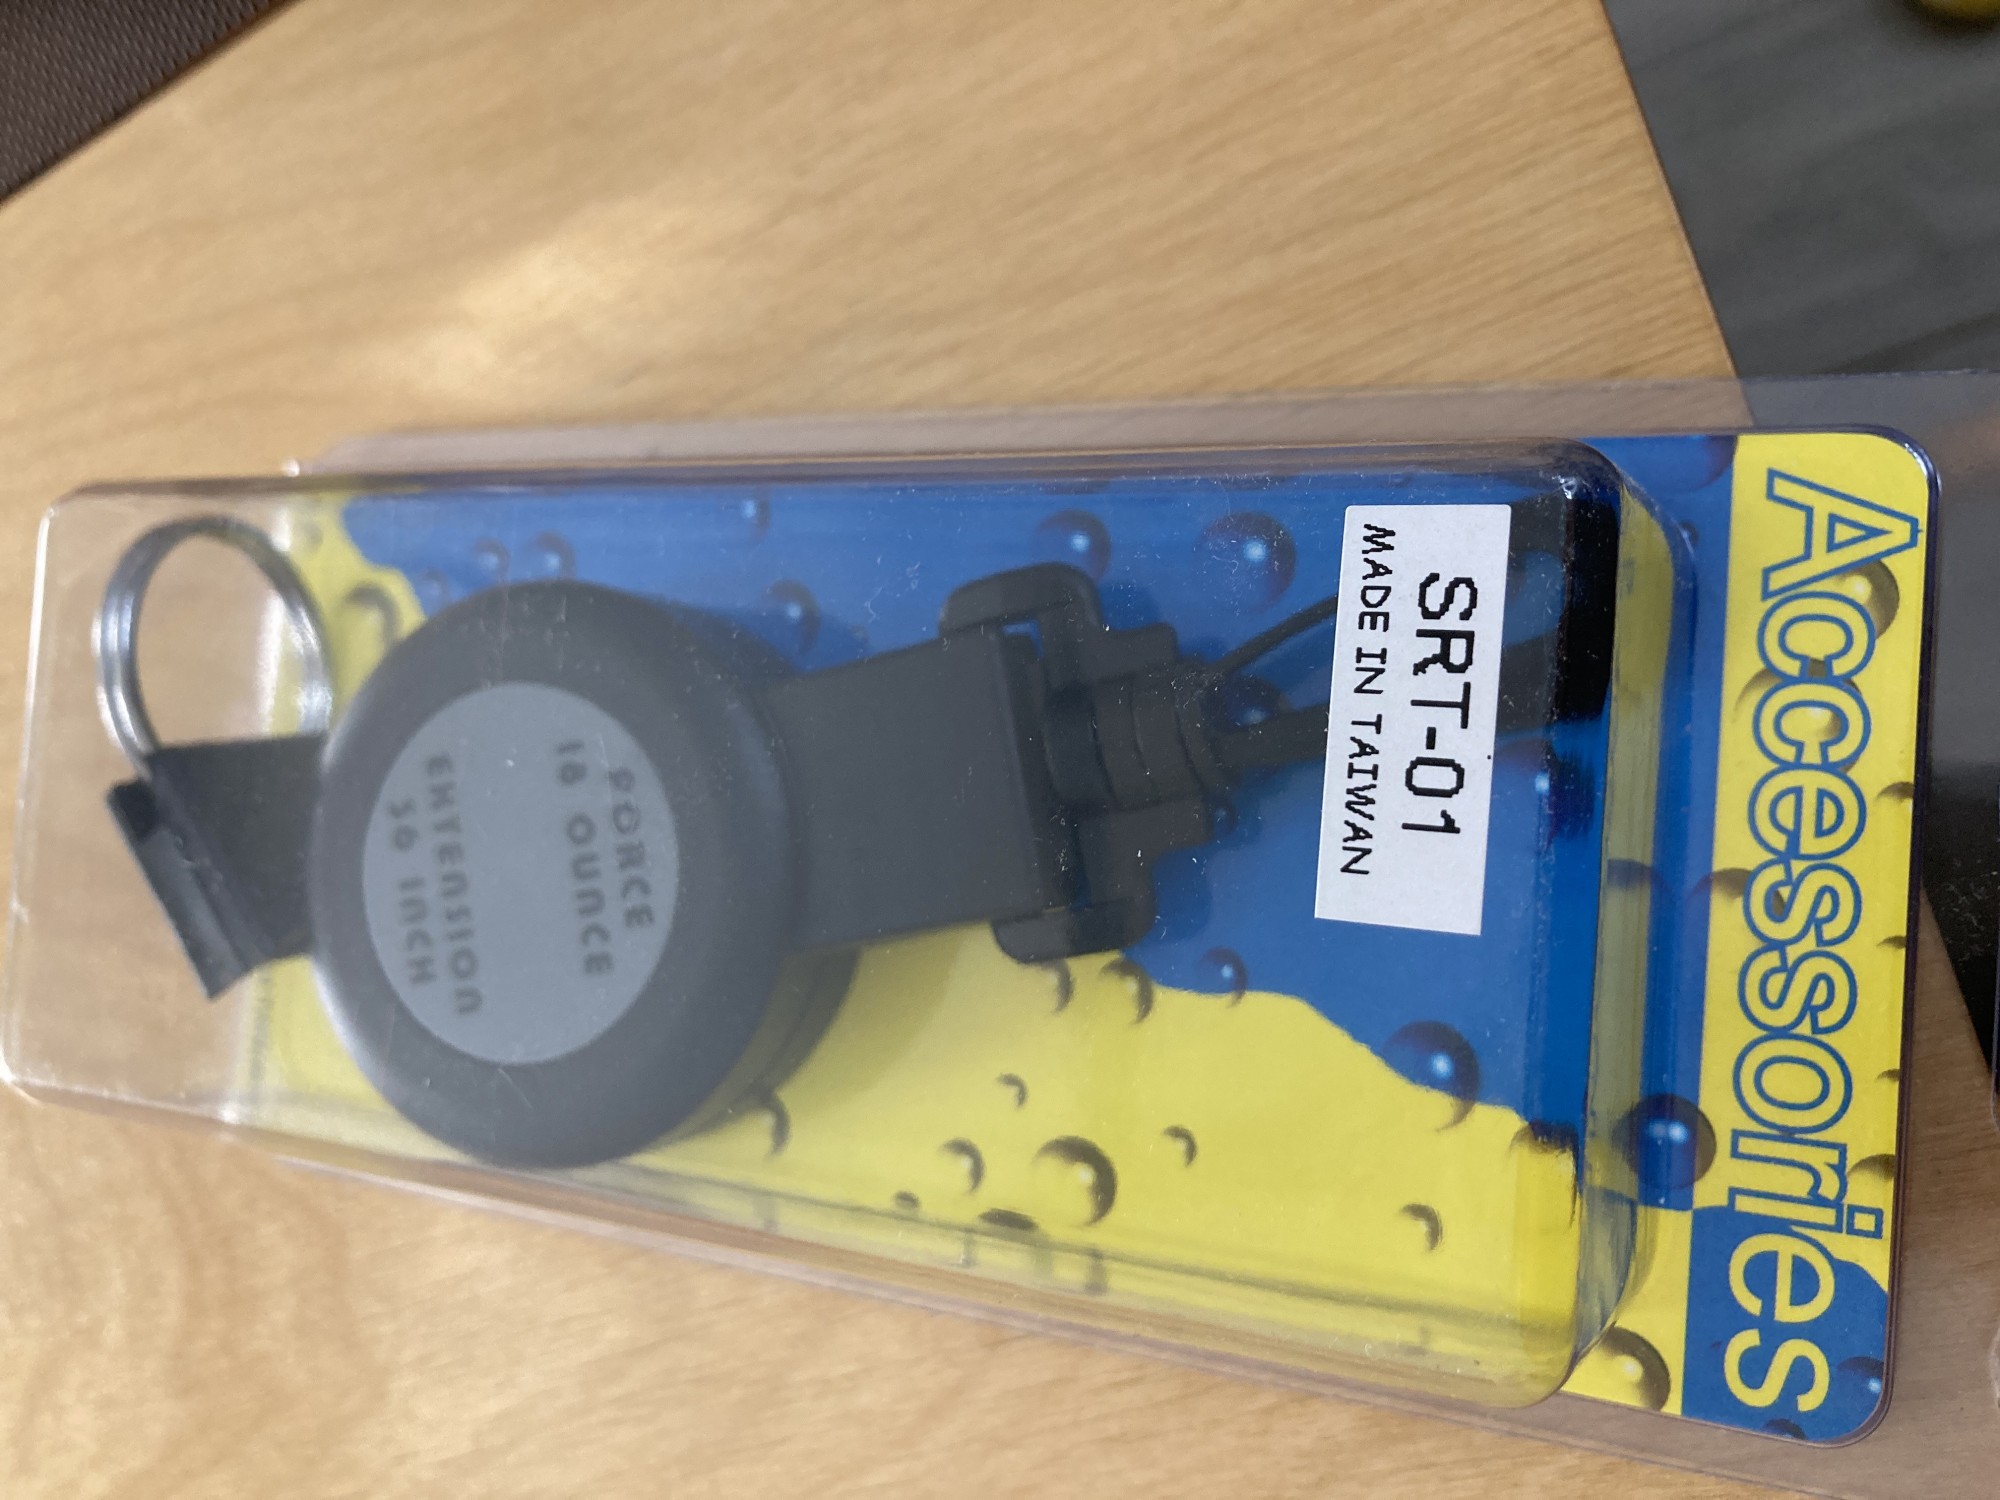 Accessories
SRT-01
MADE IN TAIWAN
FORCE
18 OUNCE
EXTENSION
36 INCH